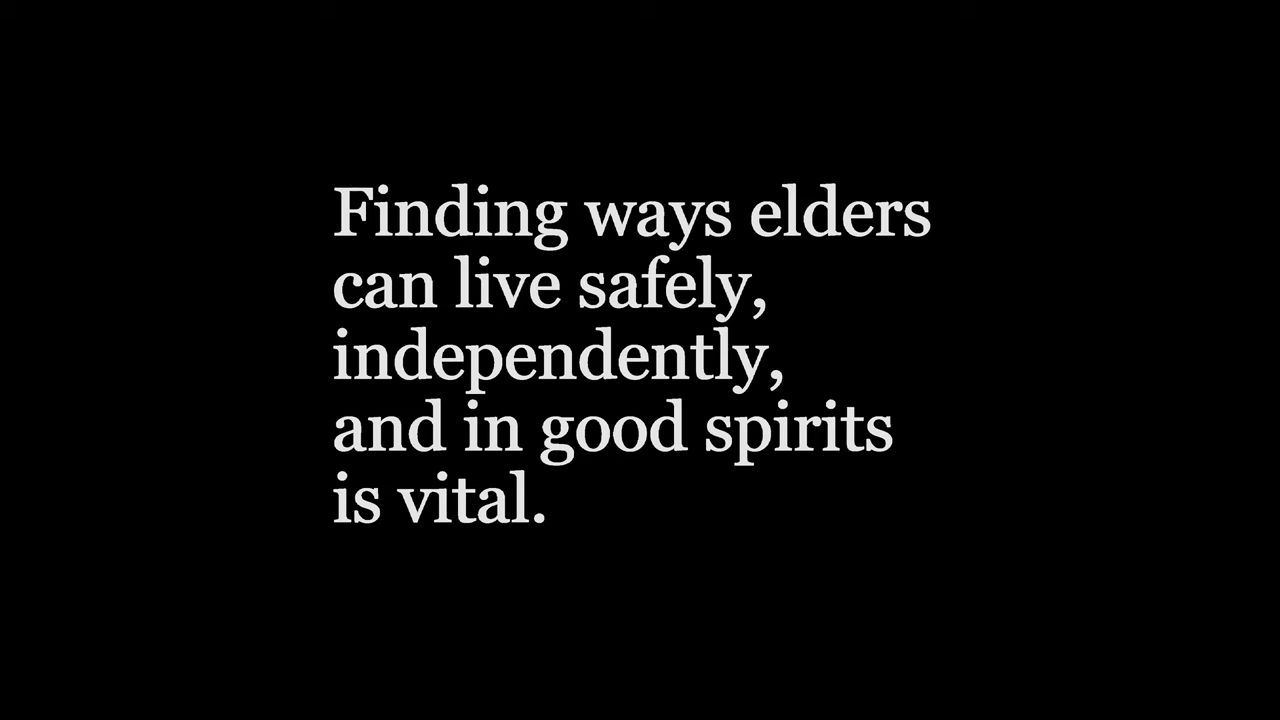 Finding ways elders
can live safely,
independently,
and in good spirits
is vital.